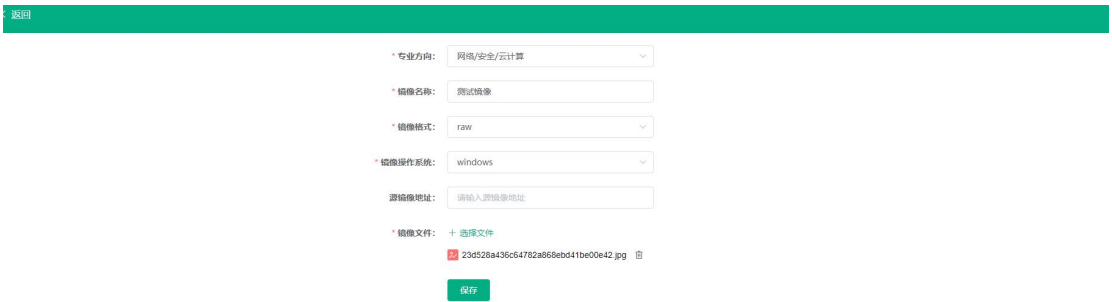 返回
* 专业方向： 网络/安全/云计算
* 镜像名称： 测试镜像
* 镜像格式： raw
* 镜像操作系统： windows
源镜像地址： 请输入源镜像地址
* 镜像文件： + 选择文件
23d528a436c64782a868ebd41be00e42.jpg
保存